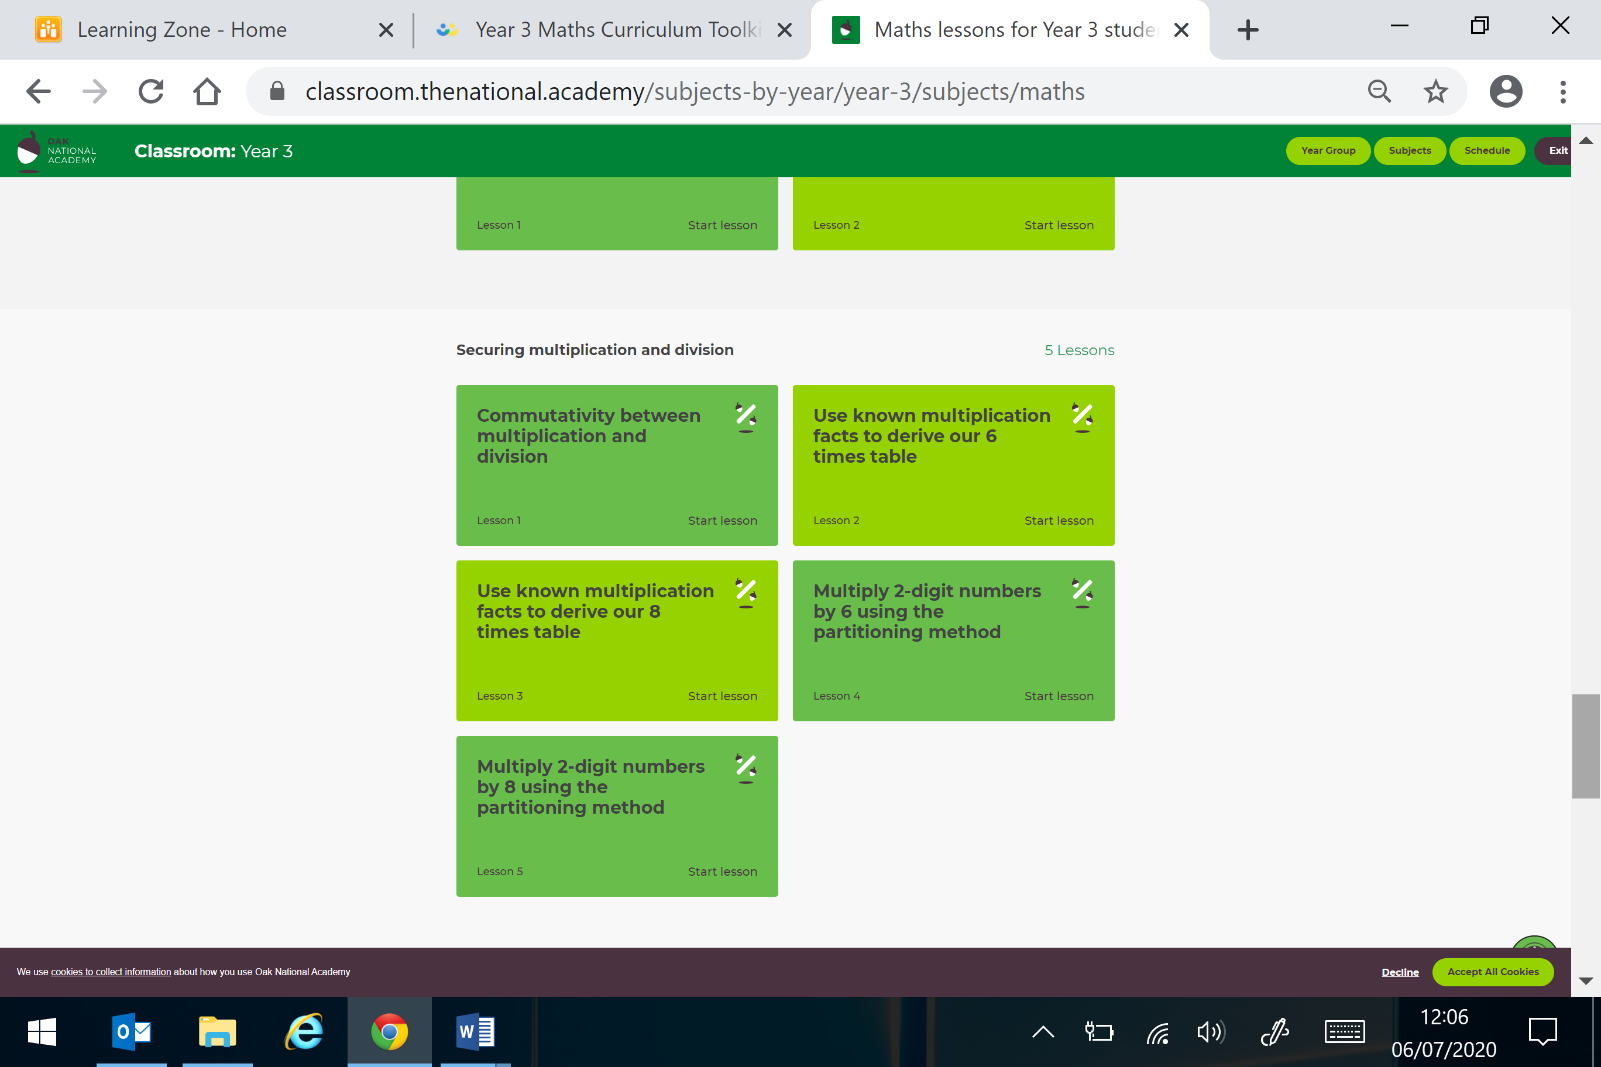 Learning Zone - Home
Year 3 Maths Curriculum Toolki
Maths lessons for Year 3 stude
classroom.thenational.academy/subjects-by-year/year-3/subjects/maths
OAK
NATIONAL
ACADEMY
Classroom: Year 3
Year Group
Subjects
Schedule
Exit
Lesson 1
Start lesson
Lesson 2
Start lesson
Securing multiplication and division
5 Lessons
Commutativity between
multiplication and
division
Lesson 1
Start lesson
Use known multiplication
facts to derive our 6
times table
Lesson 2
Start lesson
Use known multiplication
facts to derive our 8
times table
Lesson 3
Start lesson
Multiply 2-digit numbers
by 6 using the
partitioning method
Lesson 4
Start lesson
Multiply 2-digit numbers
by 8 using the
partitioning method
Lesson 5
Start lesson
We use cookies to collect information about how you use Oak National Academy
Decline
Accept All Cookies
12:06
06/07/2020